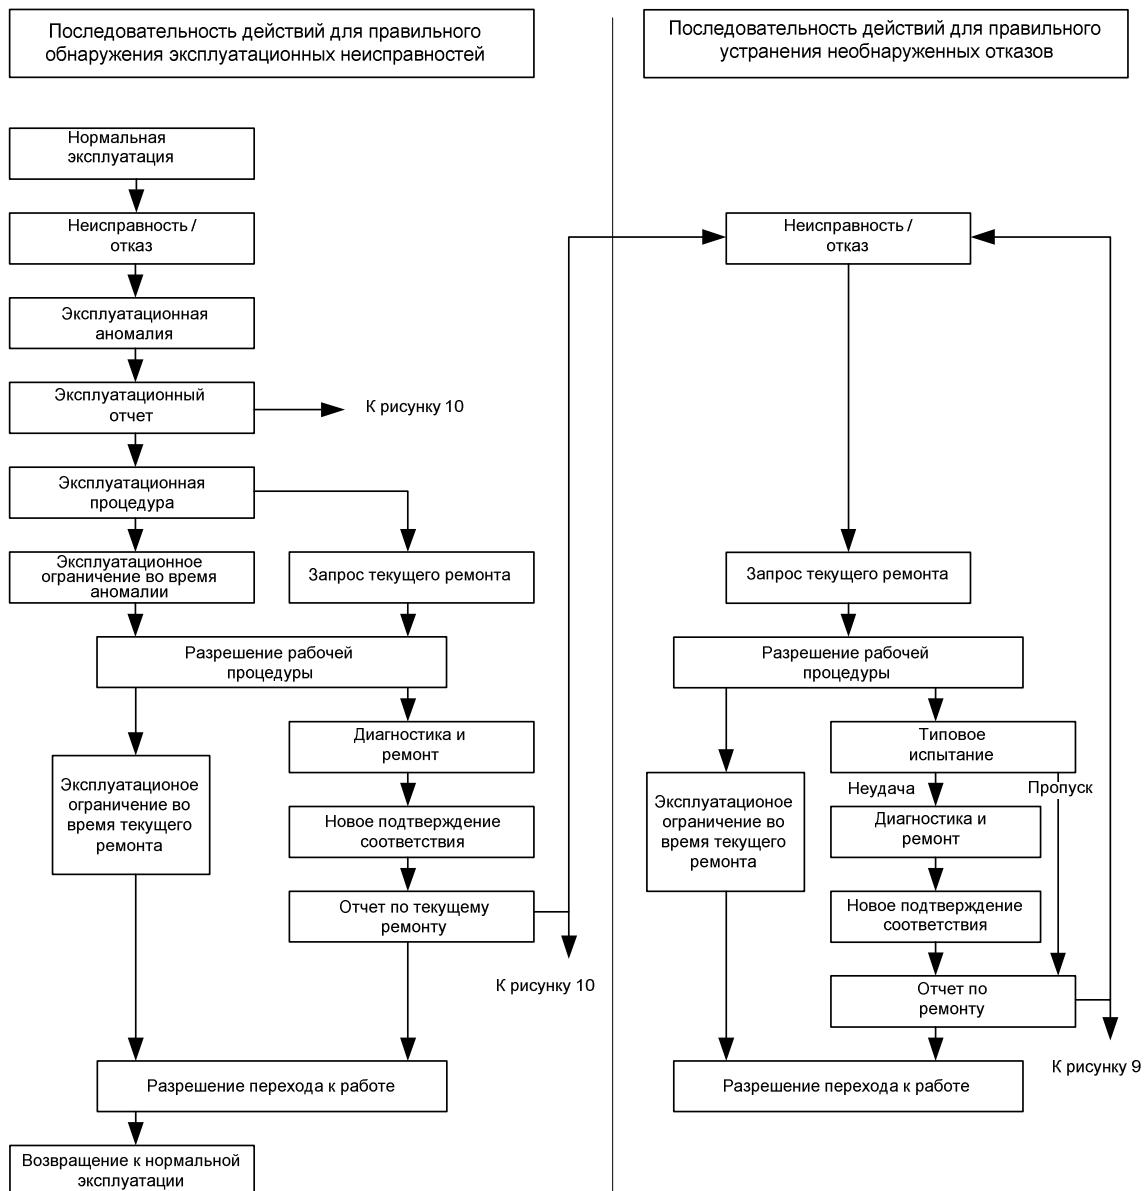 Последовательность действий для правильного
обнаружения эксплуатационных неисправностей
Нормальная
эксплуатация
Неисправность /
отказ
Эксплуатационная
аномалия
Эксплуатационный
отчет
К рисунку 10
Эксплуатационная
процедура
Эксплуатационное
ограничение во время
аномалии
Запрос текущего ремонта
Разрешение рабочей
процедуры
Диагностика и
ремонт
Эксплуатационое
ограничение во
время текущего
ремонта
Новое подтверждение
соответствия
Отчет по текущему
ремонту
К рисунку 10
Разрешение перехода к работе
Возвращение к нормальной
эксплуатации
Последовательность действий для правильного
устранения необнаруженных отказов
Неисправность /
отказ
Запрос текущего ремонта
Разрешение рабочей
процедуры
Типовое
испытание
Неудача
Пропуск
Эксплуатационое
ограничение во
время текущего
ремонта
Диагностика и
ремонт
Новое подтверждение
соответствия
Отчет по
ремонту
К рисунку 9
Разрешение перехода к работе